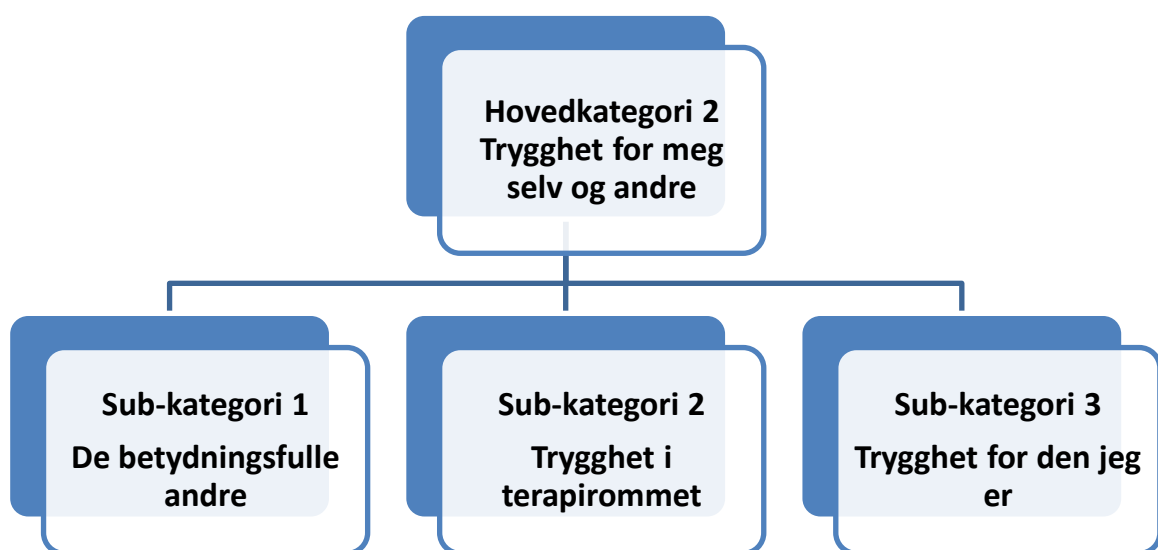 Hovedkategori 2
Trygghet for meg
selv og andre
Sub-kategori 1
De betydningsfulle
andre
Sub-kategori 2
Trygghet i
terapirommet
Sub-kategori 3
Trygghet for den jeg
er